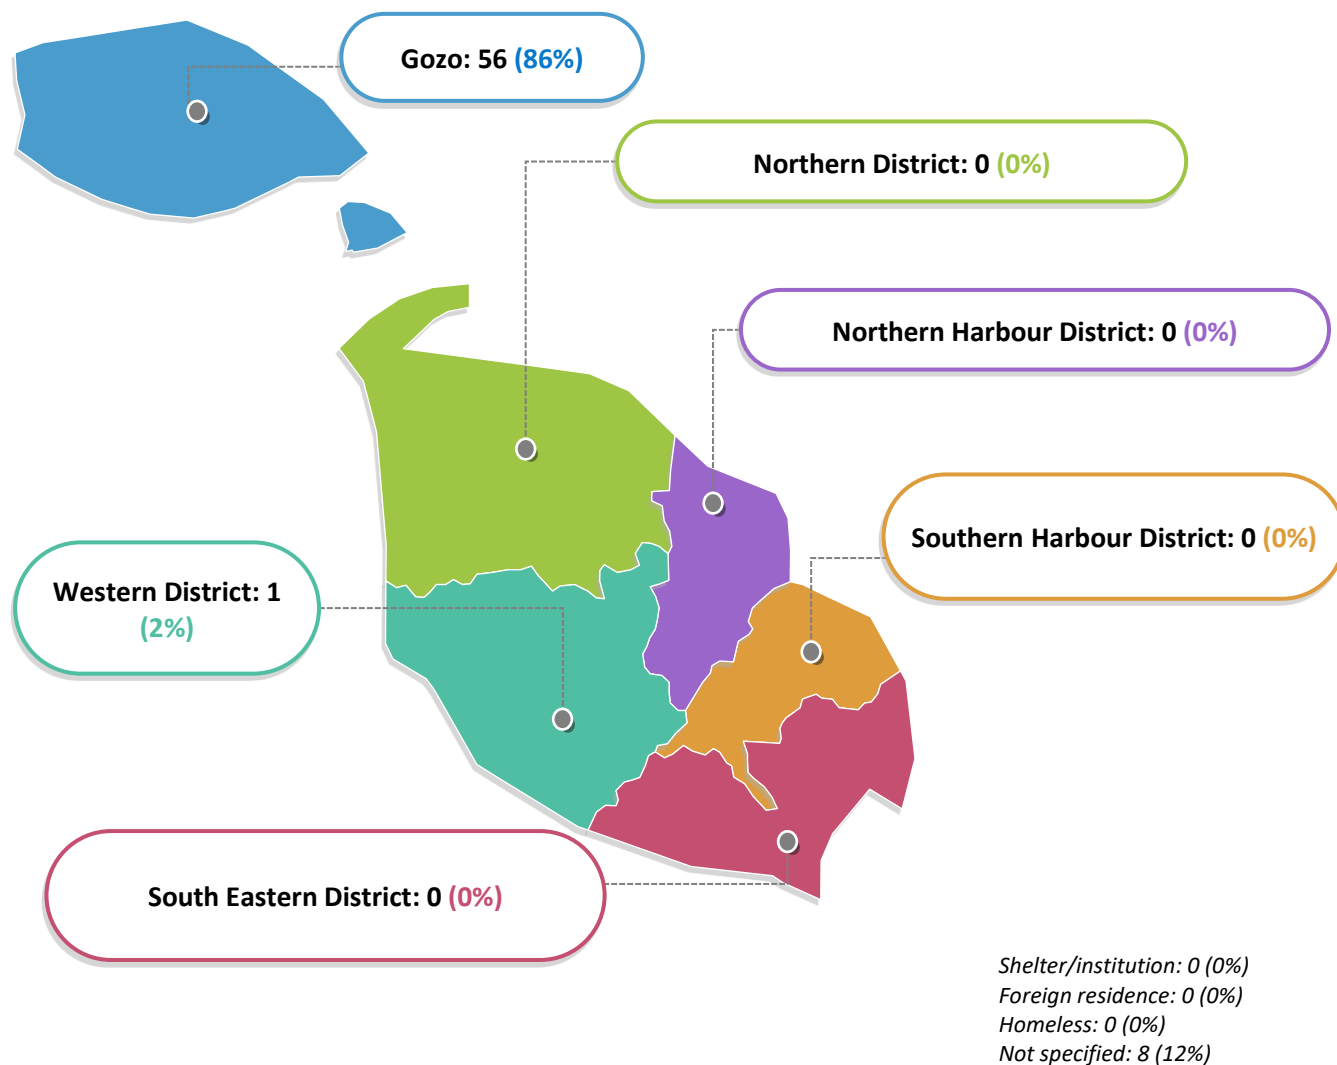 Gozo: 56 (86%)
Northern District: 0 (0%)
Northern Harbour District: 0 (0%)
Southern Harbour District: 0 (0%)
Western District: 1
(2%)
South Eastern District: 0 (0%)
Shelter/institution: 0 (0%)
Foreign residence: 0 (0%)
Homeless: 0 (0%)
Not specified: 8 (12%)